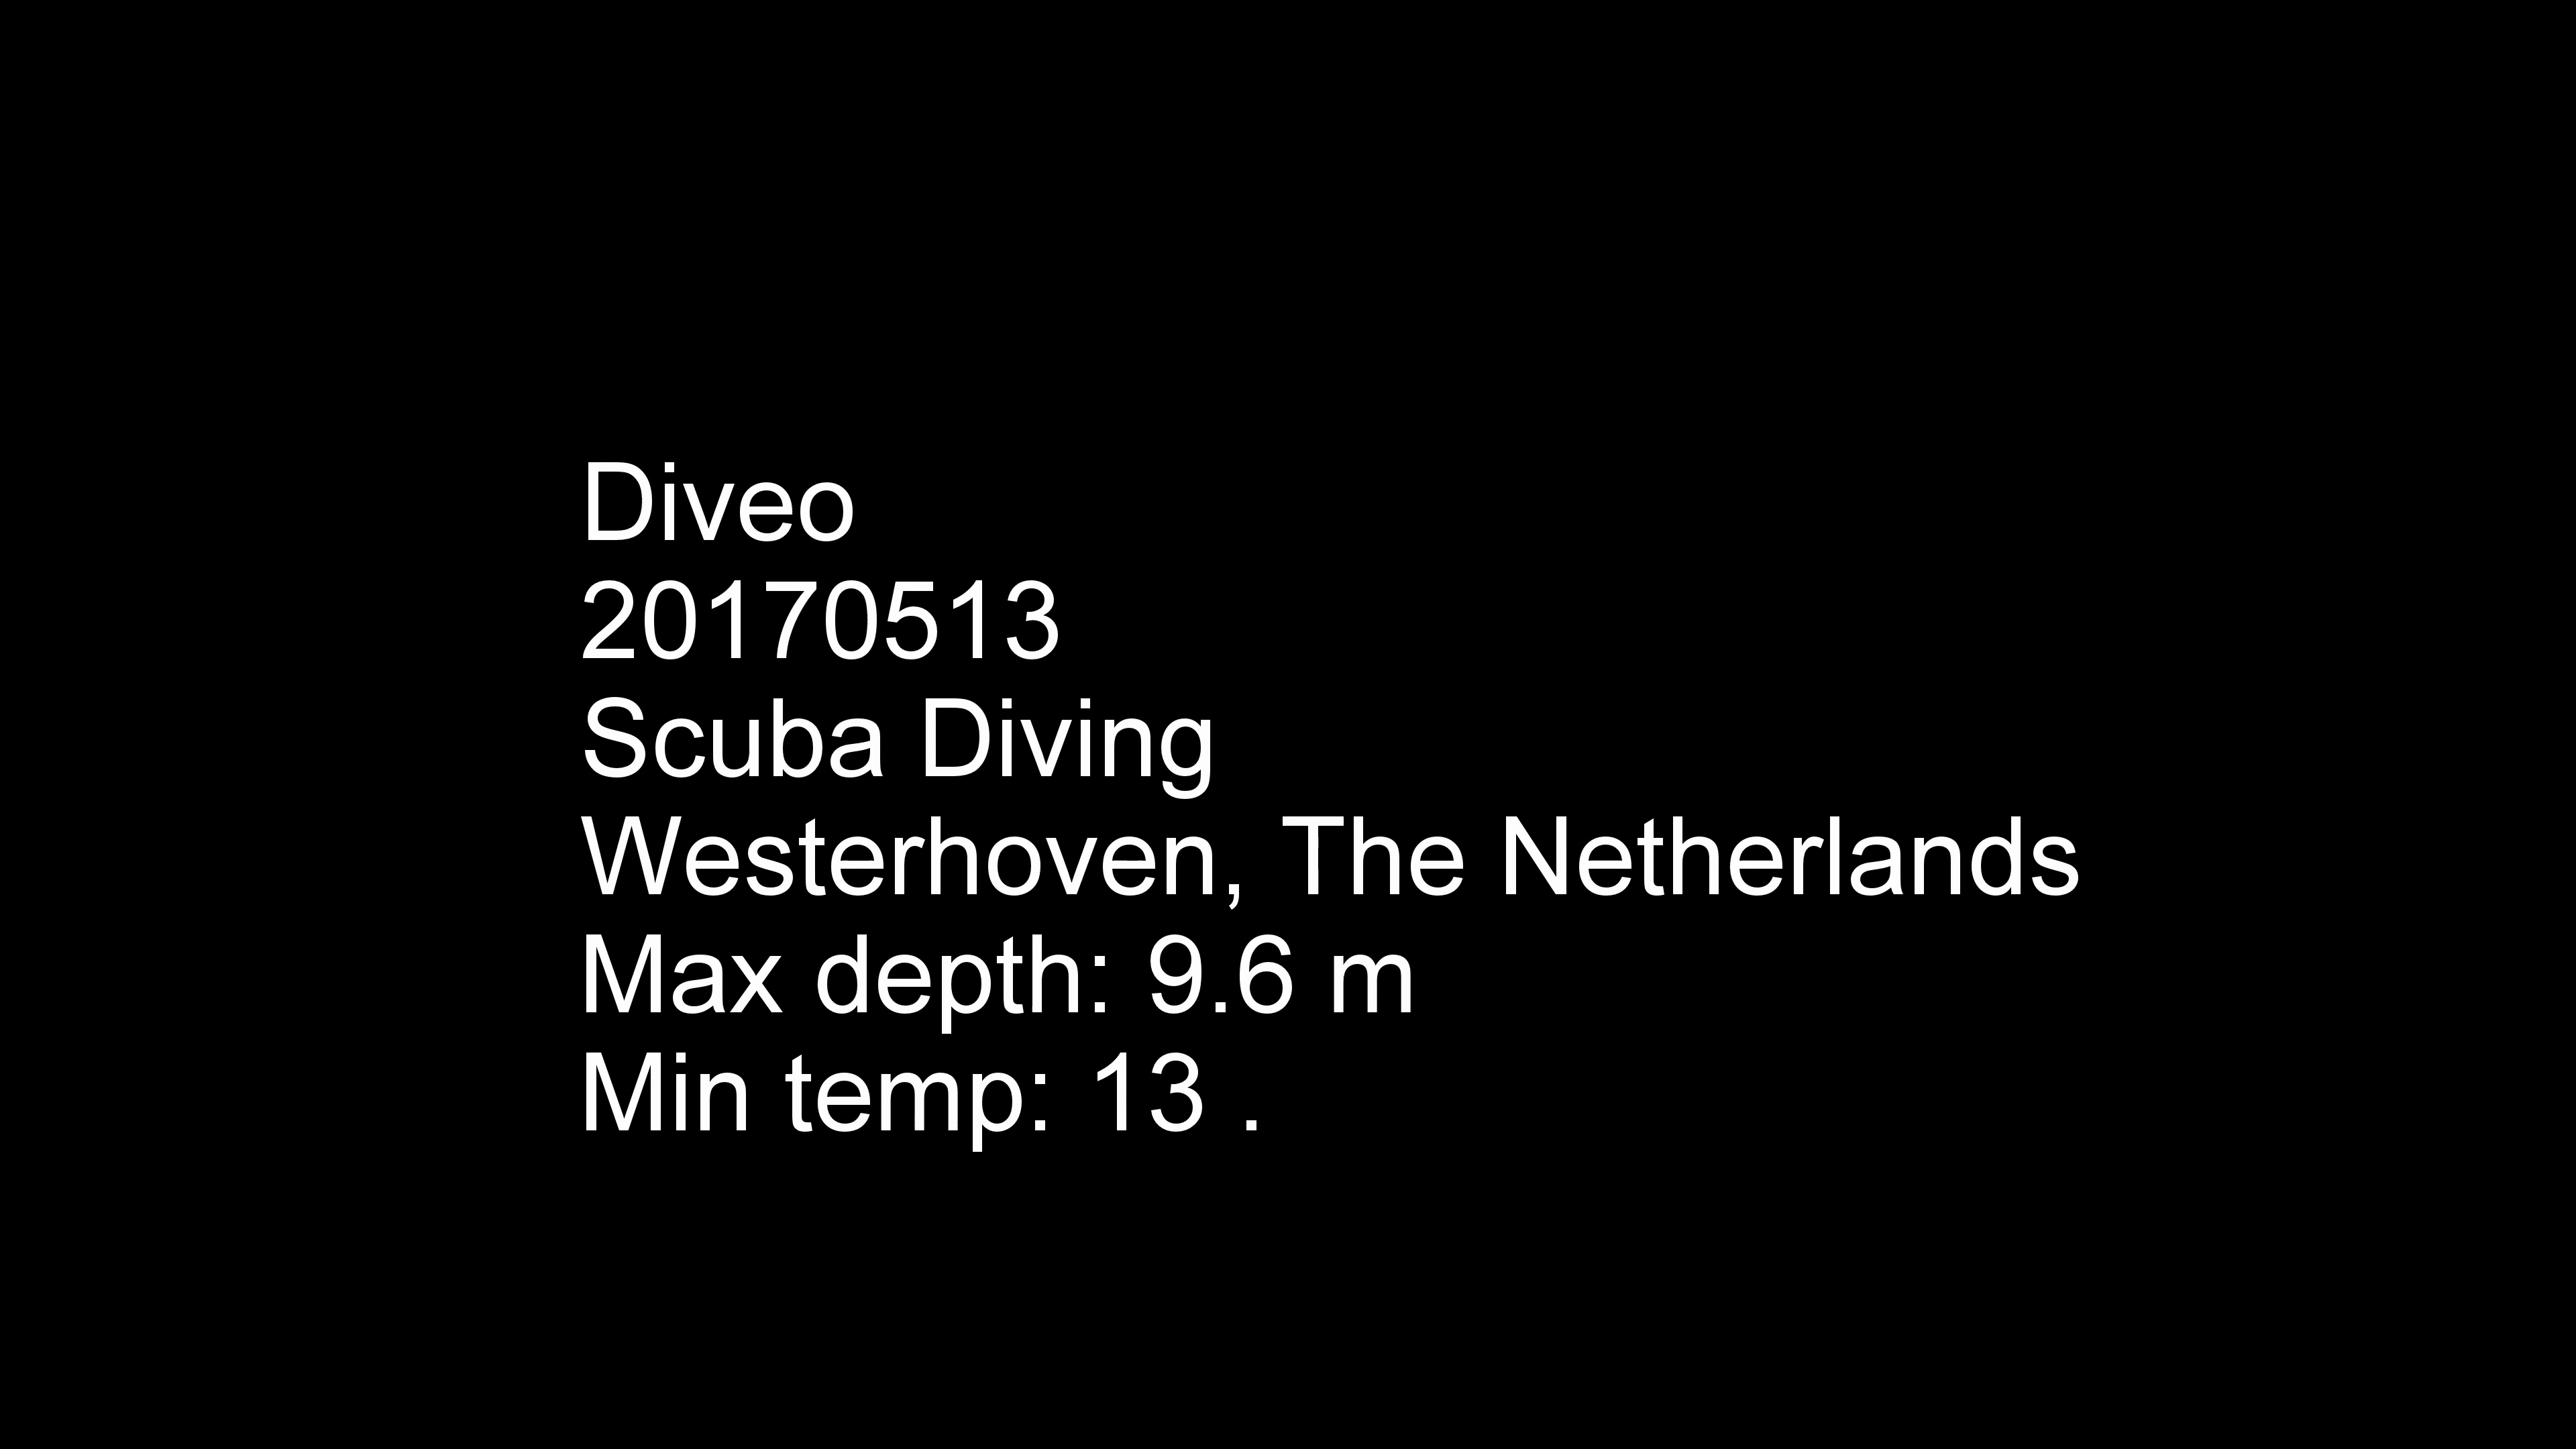 Diveo
20170513
Scuba Diving
Westerhoven, The Netherlands
Max depth: 9.6 m
Min temp: 13 .